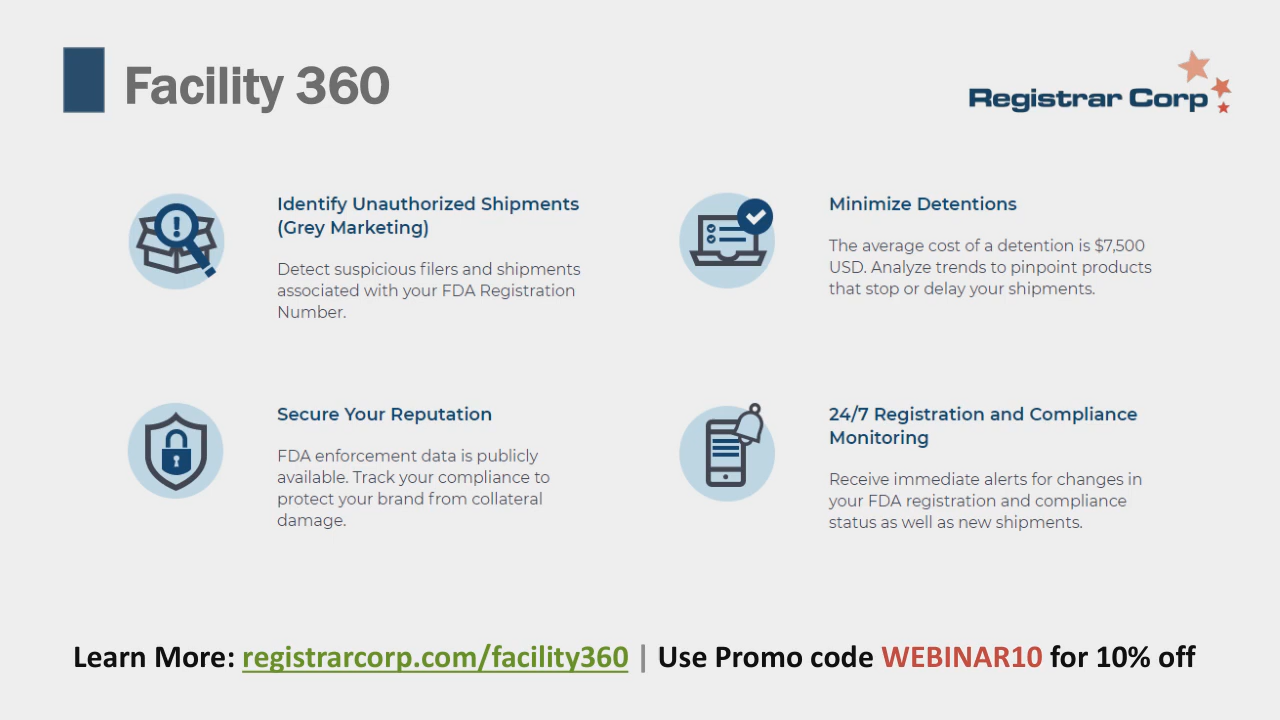 Facility 360
Registrar Corp
Identify Unauthorized Shipments
(Grey Marketing)
Detect suspicious filers and shipments
associated with your FDA Registration
Number.
Minimize Detentions
The average cost of a detention is $7,500
USD. Analyze trends to pinpoint products
that stop or delay your shipments.
Secure Your Reputation
FDA enforcement data is publicly
available. Track your compliance to
protect your brand from collateral
damage.
24/7 Registration and Compliance
Monitoring
Receive immediate alerts for changes in
your FDA registration and compliance
status as well as new shipments.
Learn More: registrarcorp.com/facility360 | Use Promo code WEBINAR10 for 10% off